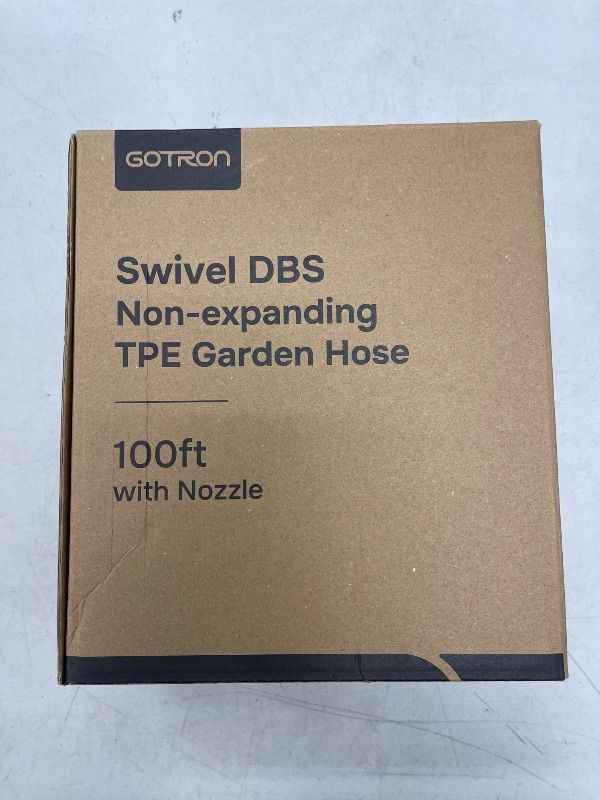 GOTRON
Swivel DBS
Non-expanding
TPE Garden Hose
100ft
with Nozzle